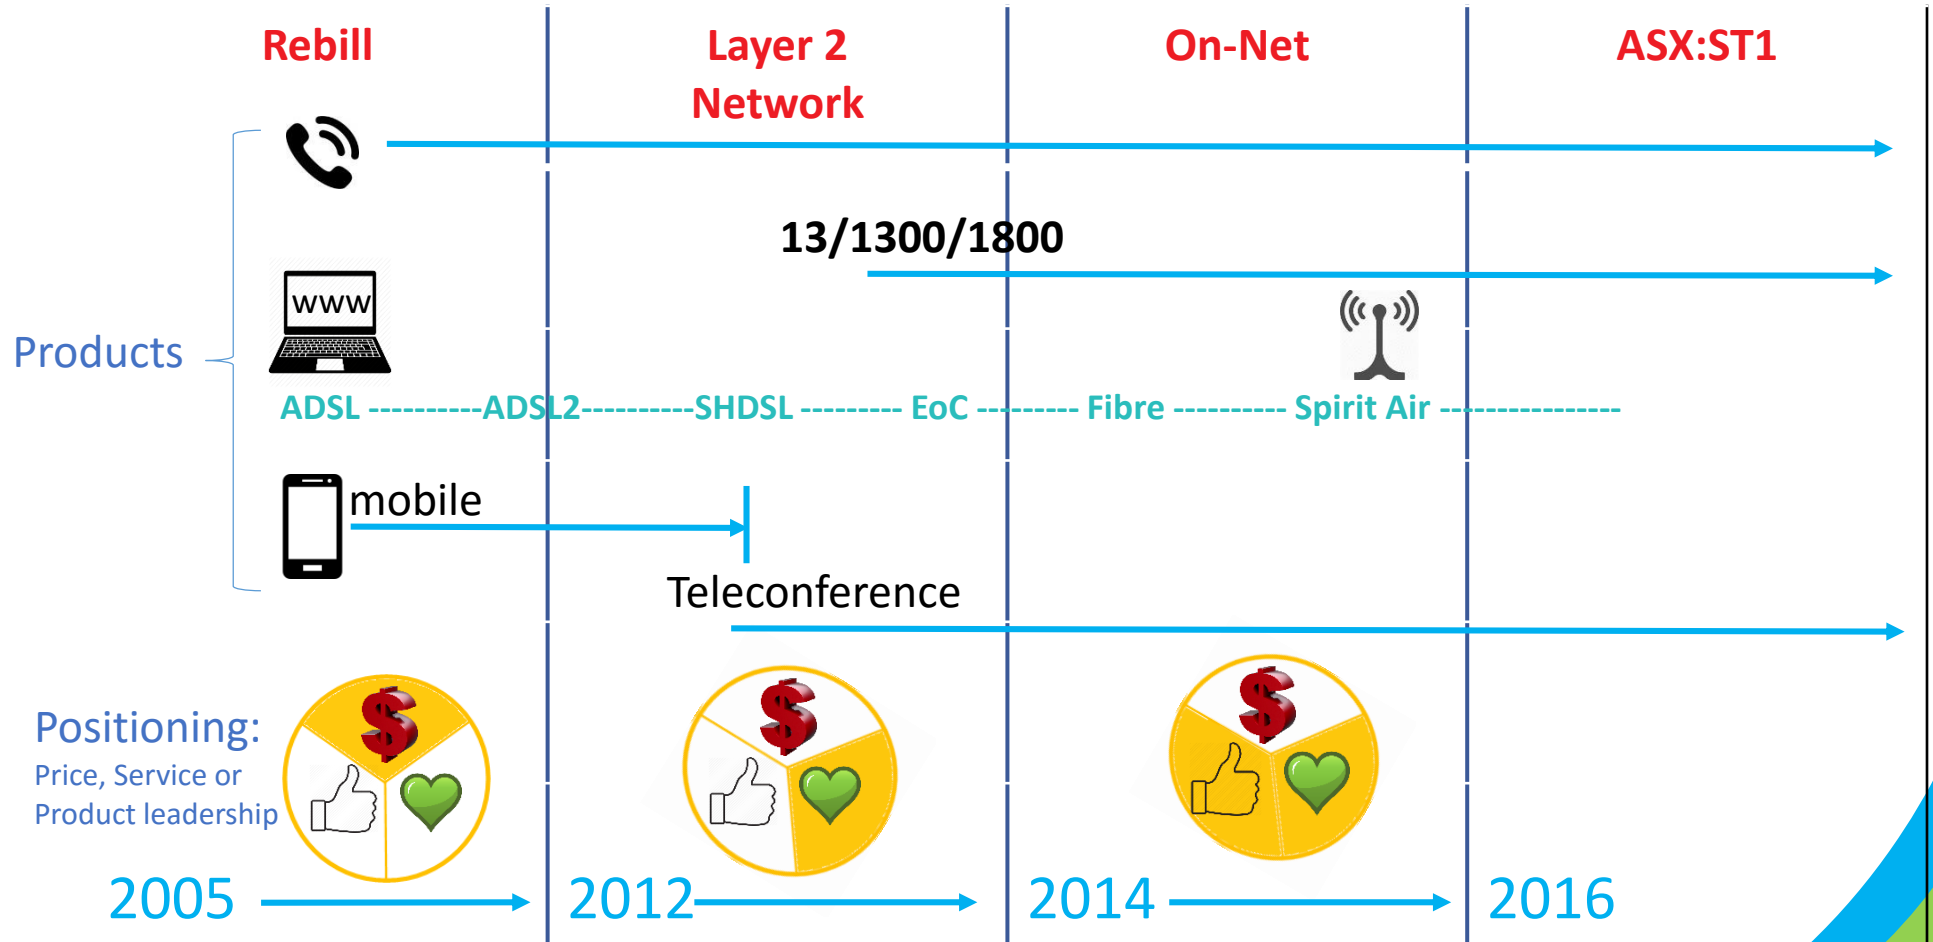 Rebill
Layer 2
Network
On-Net
ASX:ST1
13/1300/1800
www
Products
ADSL ----------ADSL2----------SHDSL --------- EoC --------- Fibre ---------- Spirit Air ----------------
mobile
Teleconference
$ $ $
Positioning:
Price, Service or
Product leadership
2005
2012
2014
2016